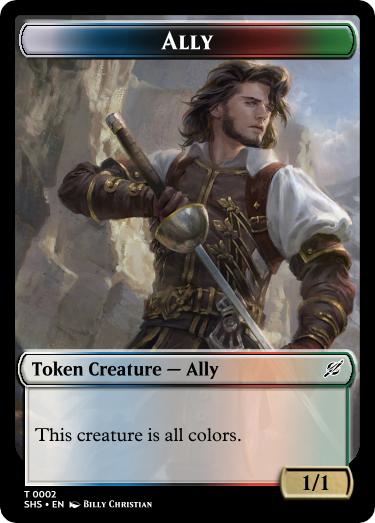 ALLY
Token Creature — Ally
This creature is all colors.
1/1
T 0002
SHS • EN BILLY CHRISTIAN